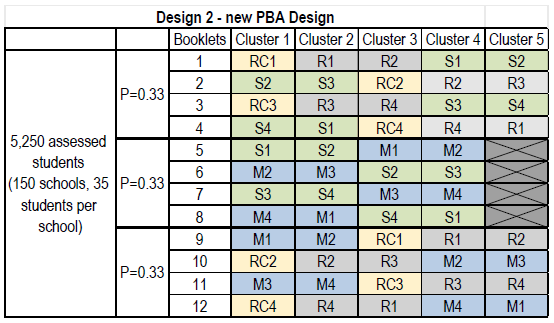 Design 2 - new PBA Design
Booklets Cluster 1 Cluster 2 Cluster 3 Cluster 4 Cluster 5
5,250 assessed
students
(150 schools, 35
students per
school)
P=0.33
1 RC1 R1 R2 S1 S2
2 S2 S3 RC2 R2 R3
3 RC3 R3 R4 S3 S4
4 S4 S1 RC4 R4 R1
P=0.33
5 S1 S2 M1 M2
6 M2 M3 S2 S3
7 S3 S4 M3 M4
8 M4 M1 S4 S1
P=0.33
9 M1 M2 RC1 R1 R2
10 RC2 R2 R3 M2 M3
11 M3 M4 RC3 R3 R4
12 RC4 R4 R1 M4 M1